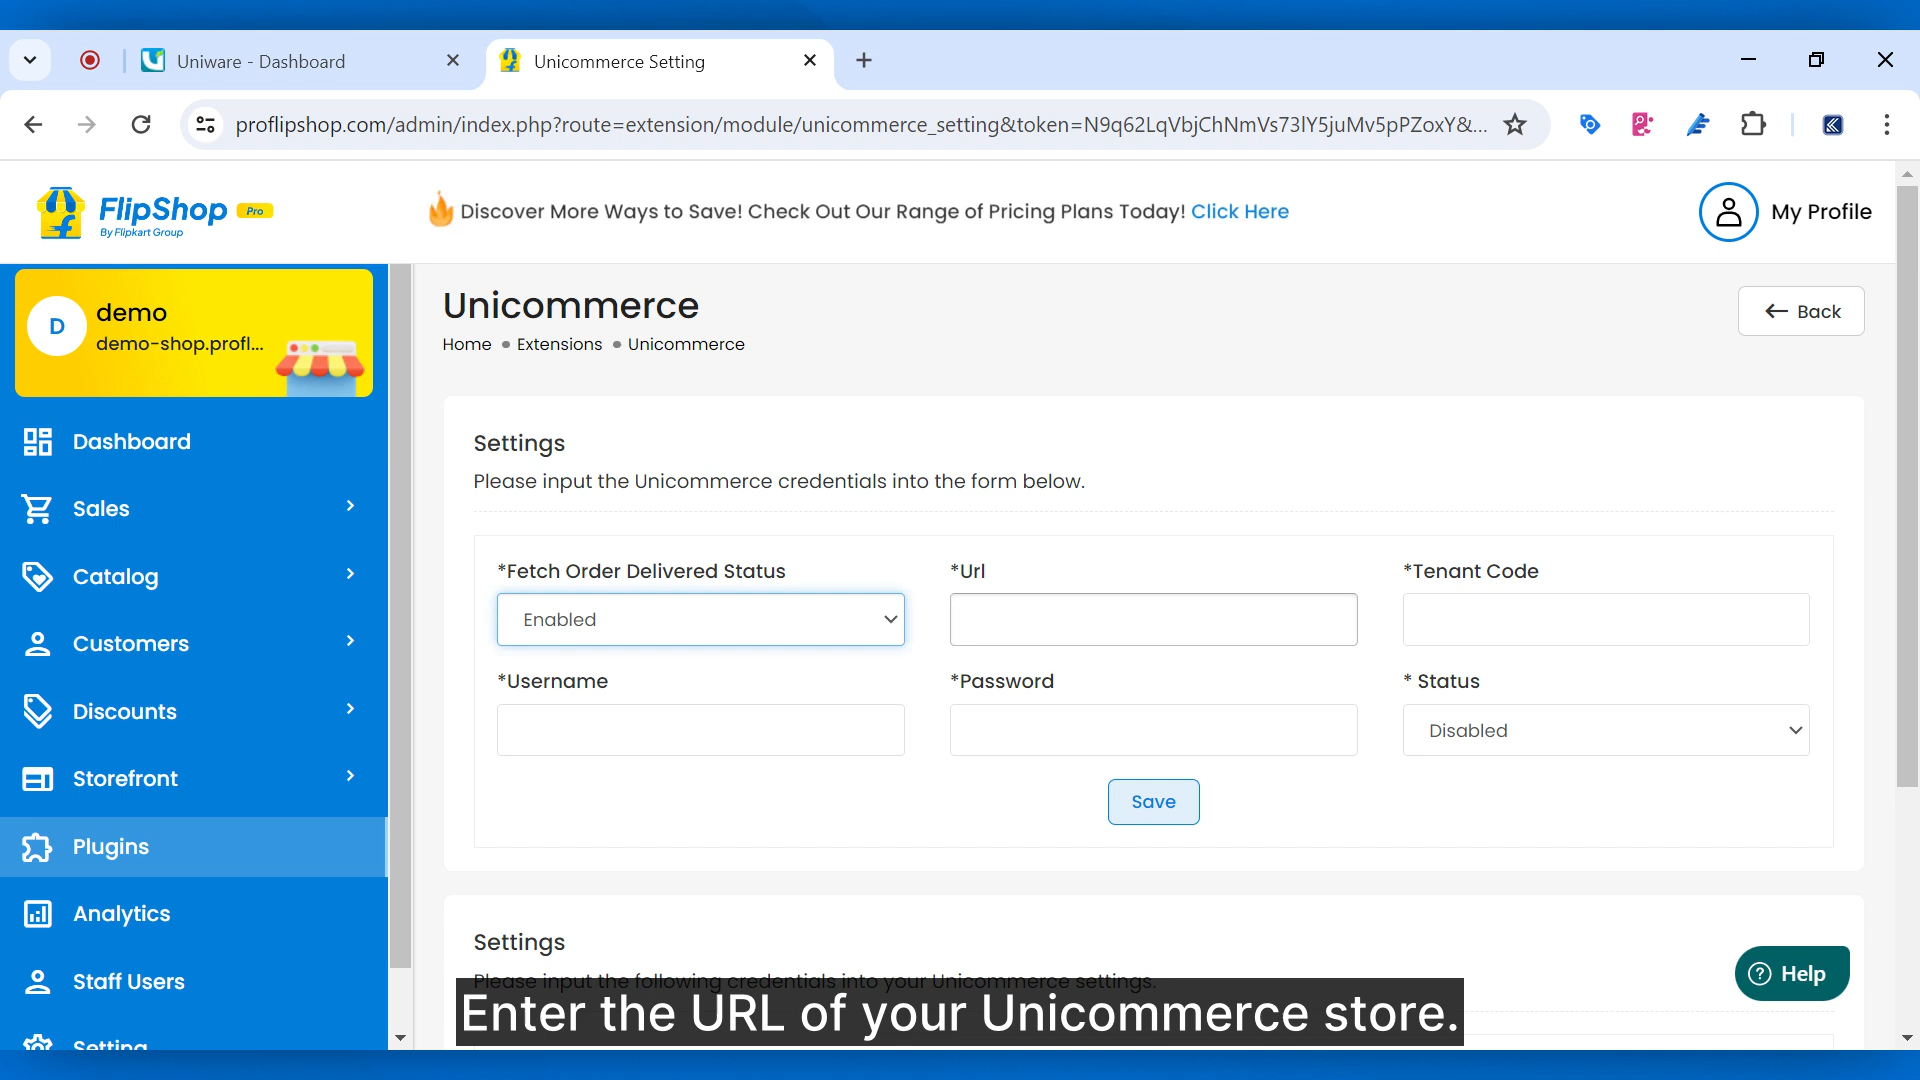 Uniware - Dashboard
Unicommerce Setting
proflipshop.com/admin/index.php?route=extension/module/unicommerce_setting&token=N9q62LqVbjChNmVs73lY5juMv5pPZoxY&...
FlipShop Pro
By Flipkart Group
Discover More Ways to Save! Check Out Our Range of Pricing Plans Today! Click Here
My Profile
D
demo
demo-shop.profl...
Dashboard
Sales
Catalog
Customers
Discounts
Storefront
Plugins
Analytics
Staff Users
Setting
Unicommerce
Back
Home Extensions Unicommerce
Settings
Please input the Unicommerce credentials into the form below.
*Fetch Order Delivered Status
*Url
*Tenant Code
Enabled
*Username
*Password
* Status
Disabled
Save
Settings
Please input the following credentials into your Unicommerce settings.
Help
Enter the URL of your Unicommerce store.